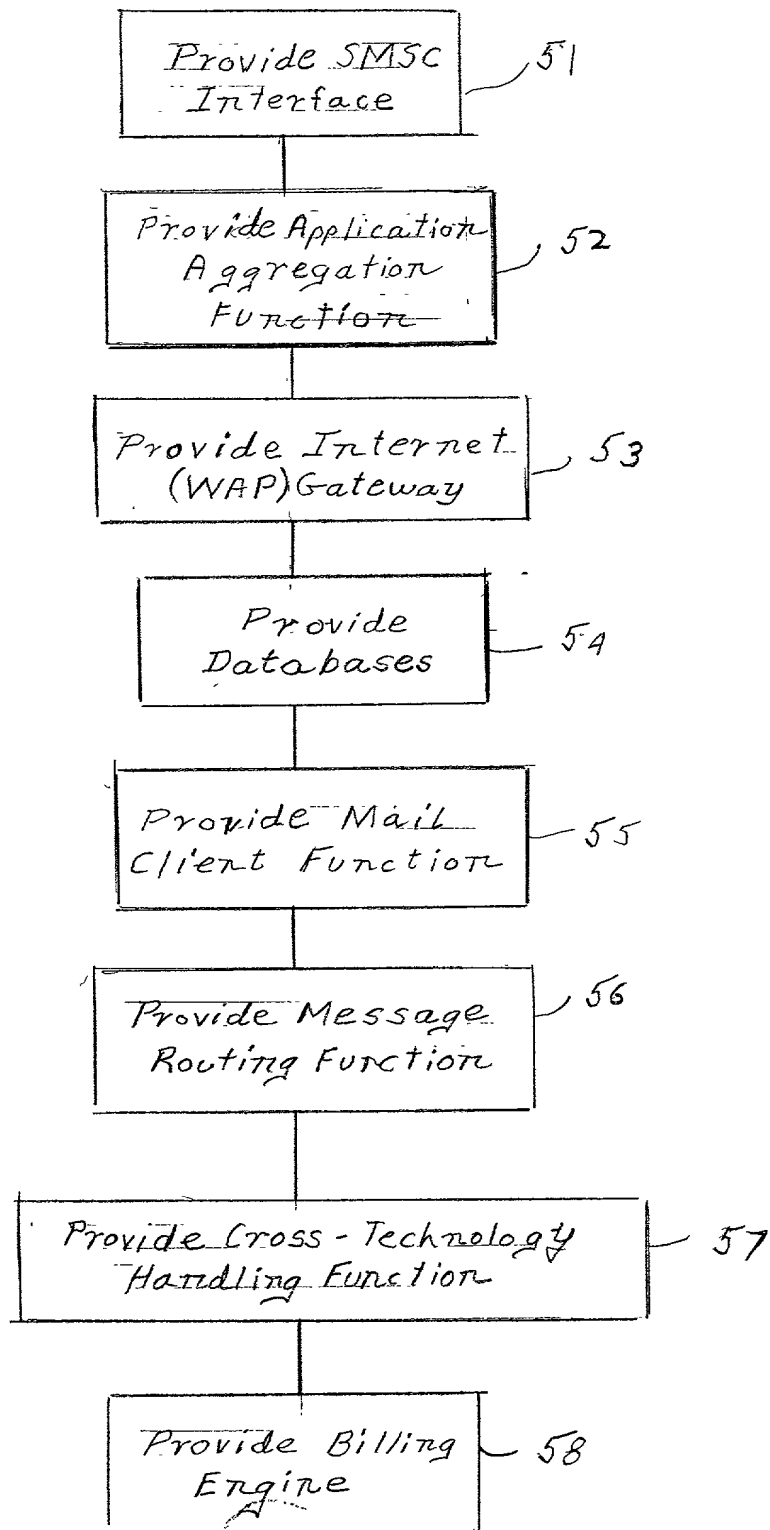 Provide SMSC
Interface
51
Provide Application
Aggregation
Function
52
Provide Internet
(WAP) Gateway
53
Provide
Databases
54
Provide Mail
Client Function
55
Provide Message
Routing Function
56
Provide Cross-Technology
Handling Function
57
Provide Billing
Engine
58